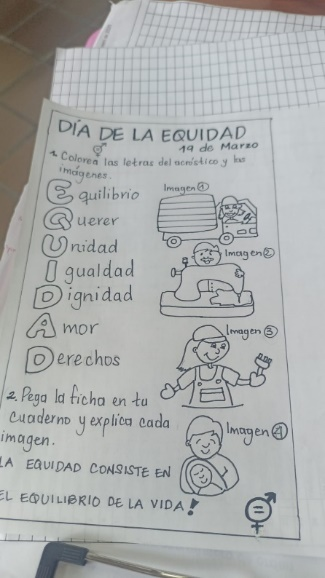 DÍA DE LA EQUIDAD
19 de Marzo
1. Colorea las letras del acróstico y las
imágenes.
Equilibrio
Querer
Unidad
Igualdad
Dignidad
Amor
Derechos
Imagen 1
Imagen 2
Imagen 3
Imagen 4
2. Pega la ficha en tu
cuaderno y explica cada
imagen.
LA EQUIDAD CONSISTE EN
EL EQUILIBRIO DE LA VIDA!